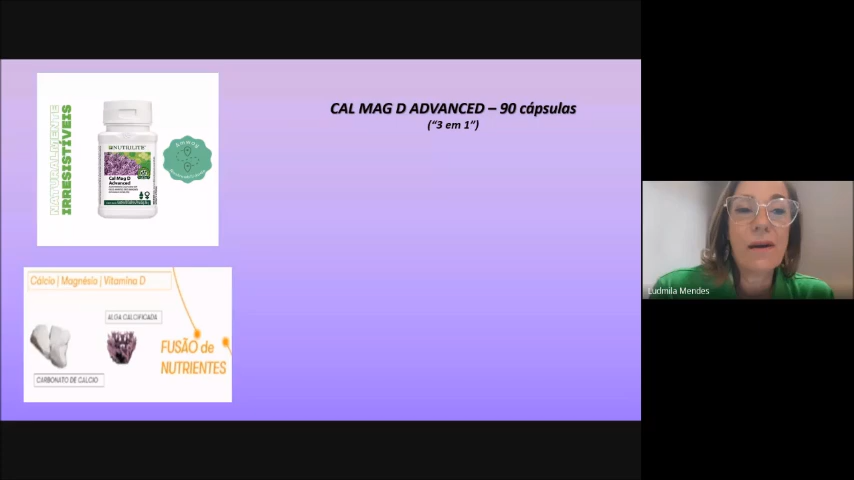 CAL MAG D ADVANCED – 90 cápsulas
("3 em 1")
NATURALMENTE
IRRESISTÍVEIS
NUTRILITE
Cal Mag D
Advanced
Amway
Cálcio | Magnésio | Vitamina D
ALGA CALCIFICADA
FUSÃO de
NUTRIENTES
CARBONATO DE CÁLCIO
Ludmila Mendes